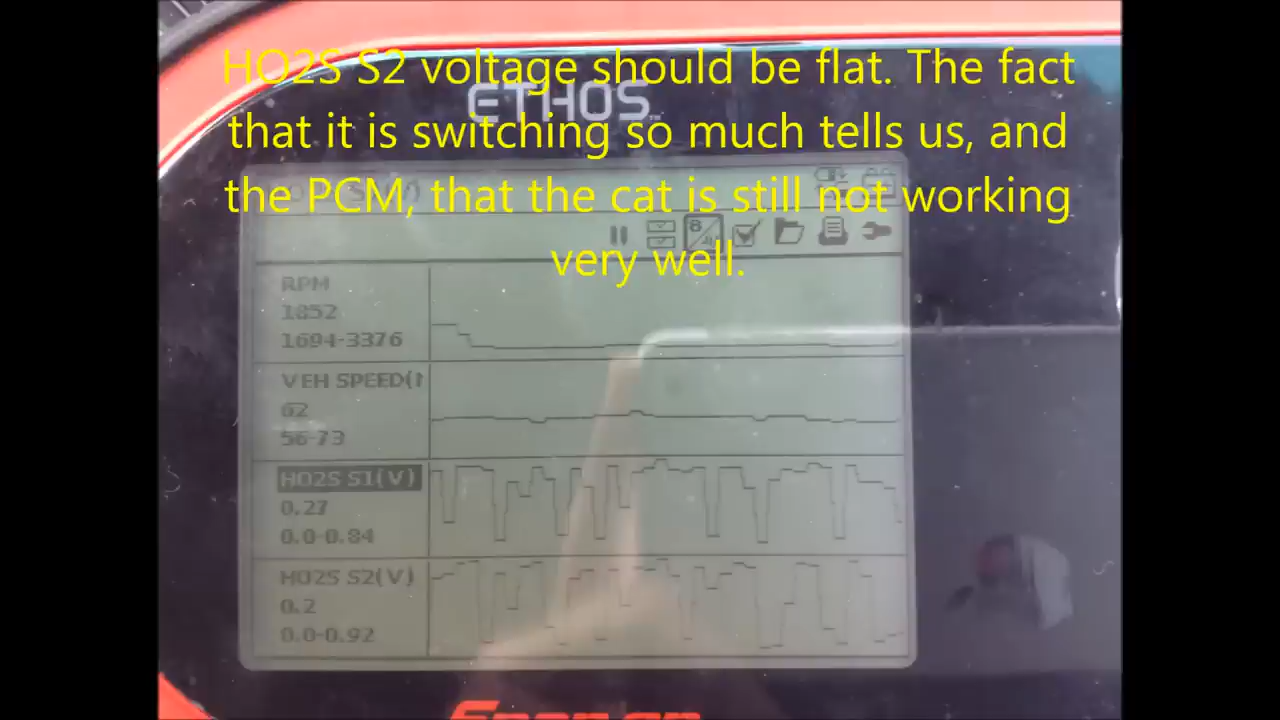 HO2S S2 voltage should be flat. The fact
that it is switching so much tells us, and
the PCM, that the cat is still not working
very well.
ETHOS
RPM
1852
1694-3376
VEH SPEED(
62
56-73
HO2S S1(V)
0.27
0.0-0.84
HO2S S2(V)
0.2
0.0-0.92
Snap-on